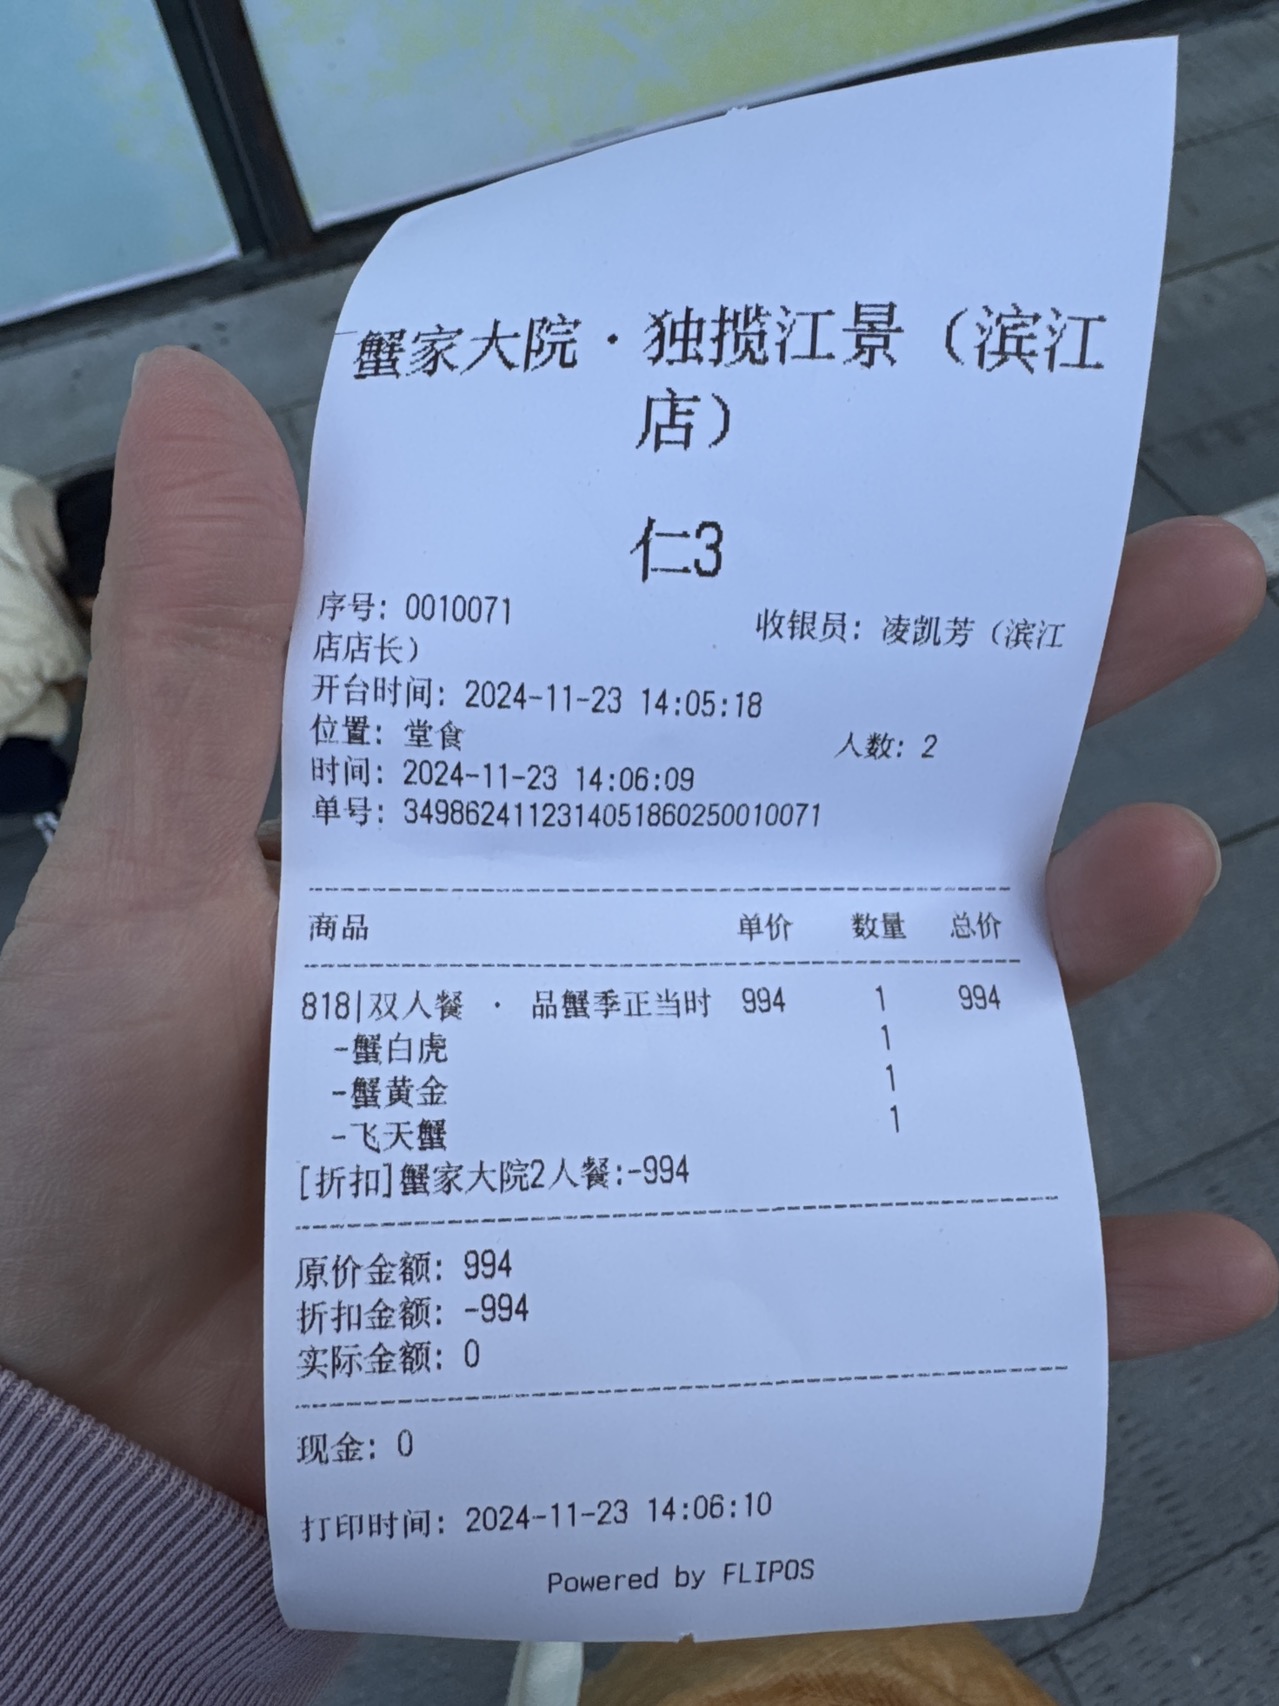 蟹家大院·独揽江景（滨江
店）
仁3
序号: 0010071 收银员: 凌凯芳（滨江
店店长）
开台时间: 2024-11-23 14:05:18
位置: 堂食 人数: 2
时间: 2024-11-23 14:06:09
单号: 3498624112314051860250010071
商品 单价 数量 总价
818|双人餐 · 品蟹季正当时 994 1 994
-蟹白虎 1
-蟹黄金 1
-飞天蟹 1
[折扣]蟹家大院2人餐:-994
原价金额: 994
折扣金额: -994
实际金额: 0
现金: 0
打印时间: 2024-11-23 14:06:10
Powered by FLIPOS